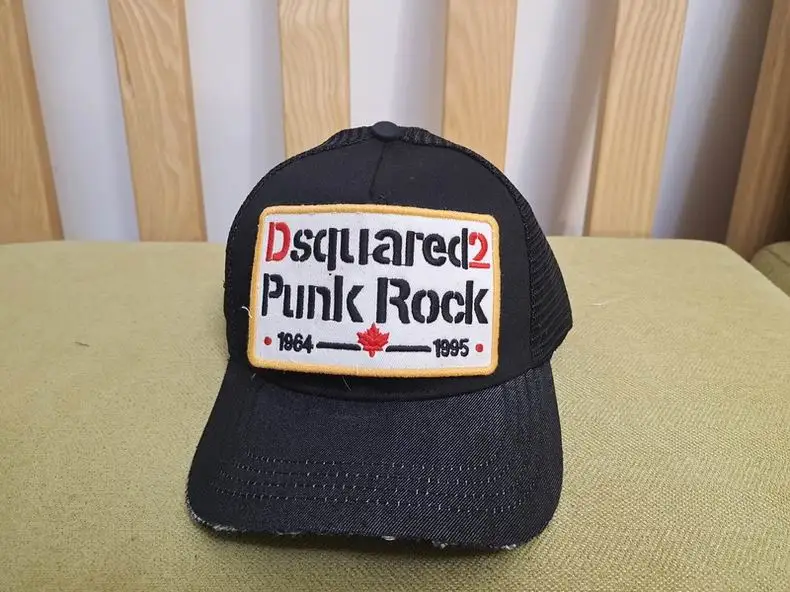 Dsquared2
Punk Rock
• 1964 — 1995 •